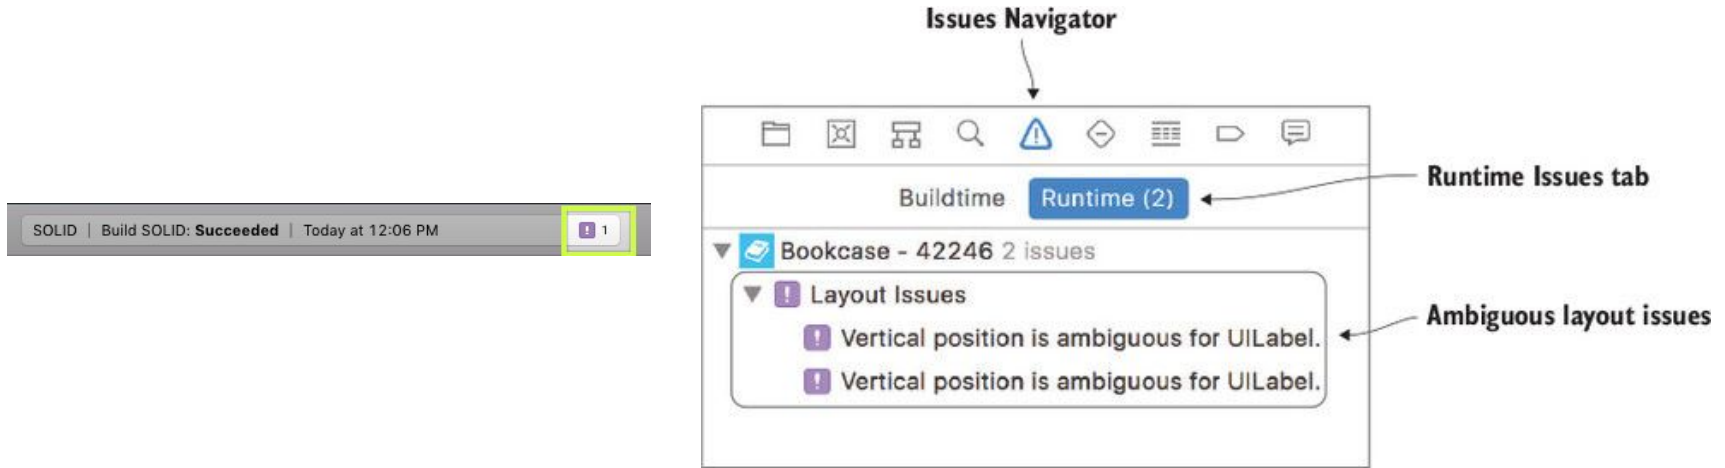 Issues Navigator
SOLID | Build SOLID: Succeeded | Today at 12:06 PM
! 1
Buildtime Runtime (2)
Runtime Issues tab
Bookcase - 42246 2 issues
Layout Issues
Vertical position is ambiguous for UILabel.
Ambiguous layout issues
Vertical position is ambiguous for UILabel.